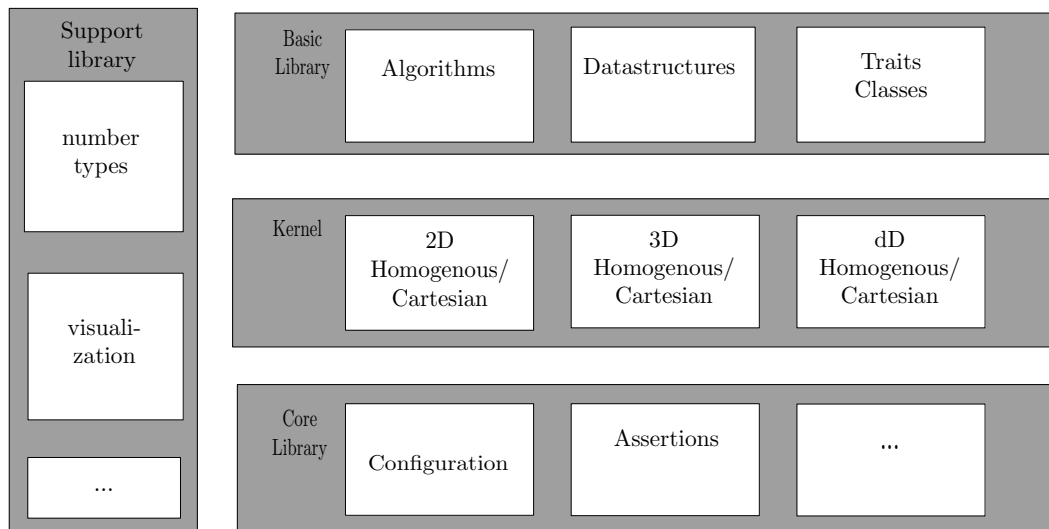 Support
library
number
types
visuali-
zation
...
Basic
Library
Algorithms
Datastructures
Traits
Classes
Kernel
2D
Homogenous/
Cartesian
3D
Homogenous/
Cartesian
dD
Homogenous/
Cartesian
Core
Library
Configuration
Assertions
...